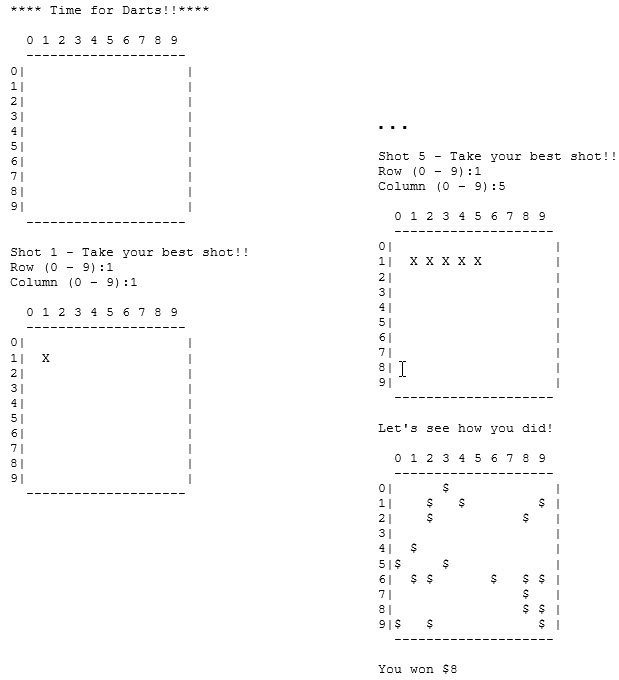 **** Time for Darts!!****
  0 1 2 3 4 5 6 7 8 9
  --------------------
0|                    |
1|                    |
2|                    |
3|                    |
4|                    |
5|                    |
6|                    |
7|                    |
8|                    |
9|                    |
  --------------------
Shot 1 - Take your best shot!!
Row (0 - 9):1
Column (0 - 9):1
  0 1 2 3 4 5 6 7 8 9
  --------------------
0|                    |
1|  X                 |
2|                    |
3|                    |
4|                    |
5|                    |
6|                    |
7|                    |
8|                    |
9|                    |
  --------------------
...
Shot 5 - Take your best shot!!
Row (0 - 9):1
Column (0 - 9):5
  0 1 2 3 4 5 6 7 8 9
  --------------------
0|                    |
1|  X X X X X         |
2|                    |
3|                    |
4|                    |
5|                    |
6|                    |
7|                    |
8|                    |
9|                    |
  --------------------
Let's see how you did!
  0 1 2 3 4 5 6 7 8 9
  --------------------
0|      $             |
1|    $   $         $ |
2|    $           $   |
3|                    |
4|  $                 |
5|$     $             |
6|  $ $       $   $ $ |
7|                $   |
8|                $ $ |
9|$   $             $ |
  --------------------
You won $8